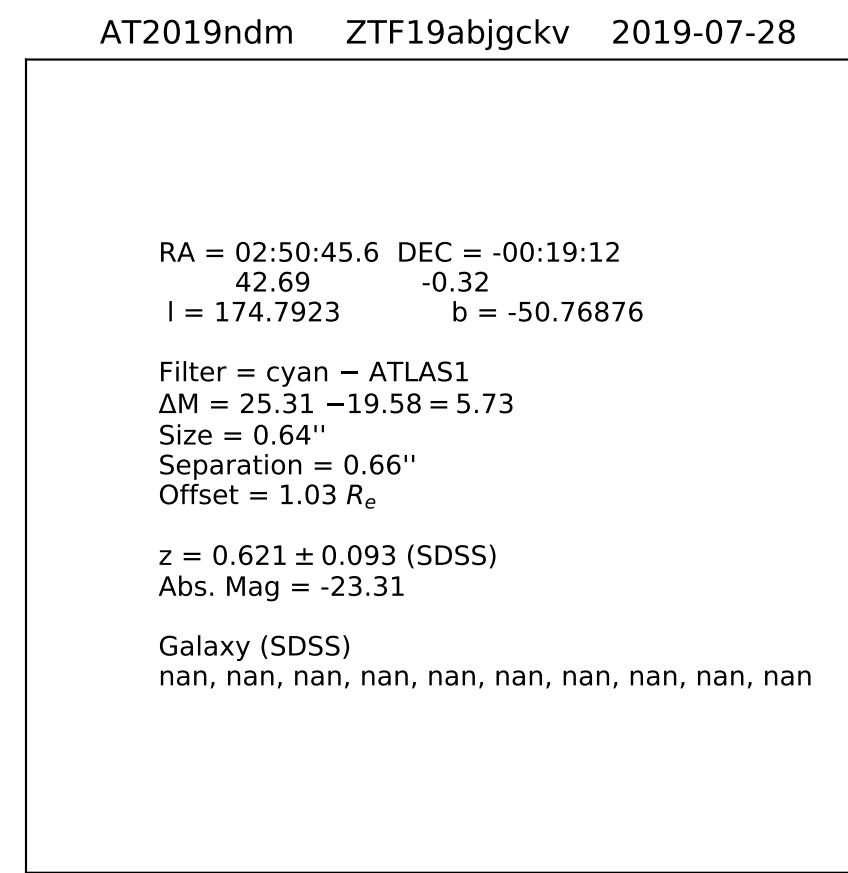 AT2019ndm ZTF19abjgckv 2019-07-28
RA = 02:50:45.6 DEC = -00:19:12
42.69 -0.32
l = 174.7923 b = -50.76876
Filter = cyan − ATLAS1
ΔM = 25.31 −19.58 = 5.73
Size = 0.64''
Separation = 0.66''
Offset = 1.03 Re
z = 0.621 ± 0.093 (SDSS)
Abs. Mag = -23.31
Galaxy (SDSS)
nan, nan, nan, nan, nan, nan, nan, nan, nan, nan